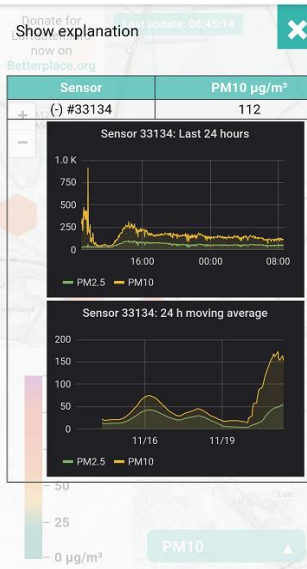 Donate for
Show explanation
now on
Betterplace.org
Last update: 08:45:14
×
Sensor PM10 µg/m³
(-) #33134 112
+
−
Sensor 33134: Last 24 hours
1.0 K
750
500
250
0
16:00 00:00 08:00
PM2.5 PM10
Sensor 33134: 24 h moving average
200
150
100
50
0
11/16 11/19
PM2.5 PM10
50
25
0 µg/m³
PM10